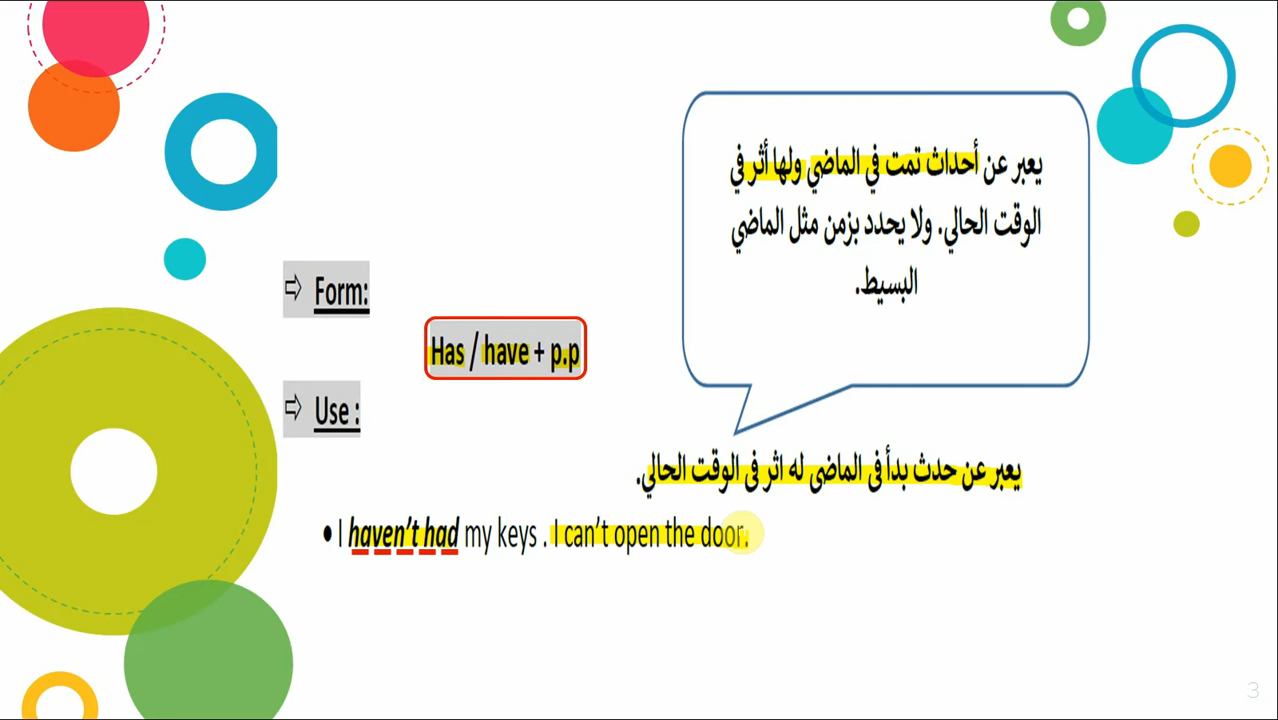 يعبر عن أحداث تمت في الماضي ولها أثر في
الوقت الحالي. ولا يحدد بزمن مثل الماضي
البسيط.
⇨ Form:
Has / have + p.p
⇨ Use :
يعبر عن حدث بدأ فى الماضى له اثر فى الوقت الحالي.
• I haven’t had my keys . I can’t open the door.
3